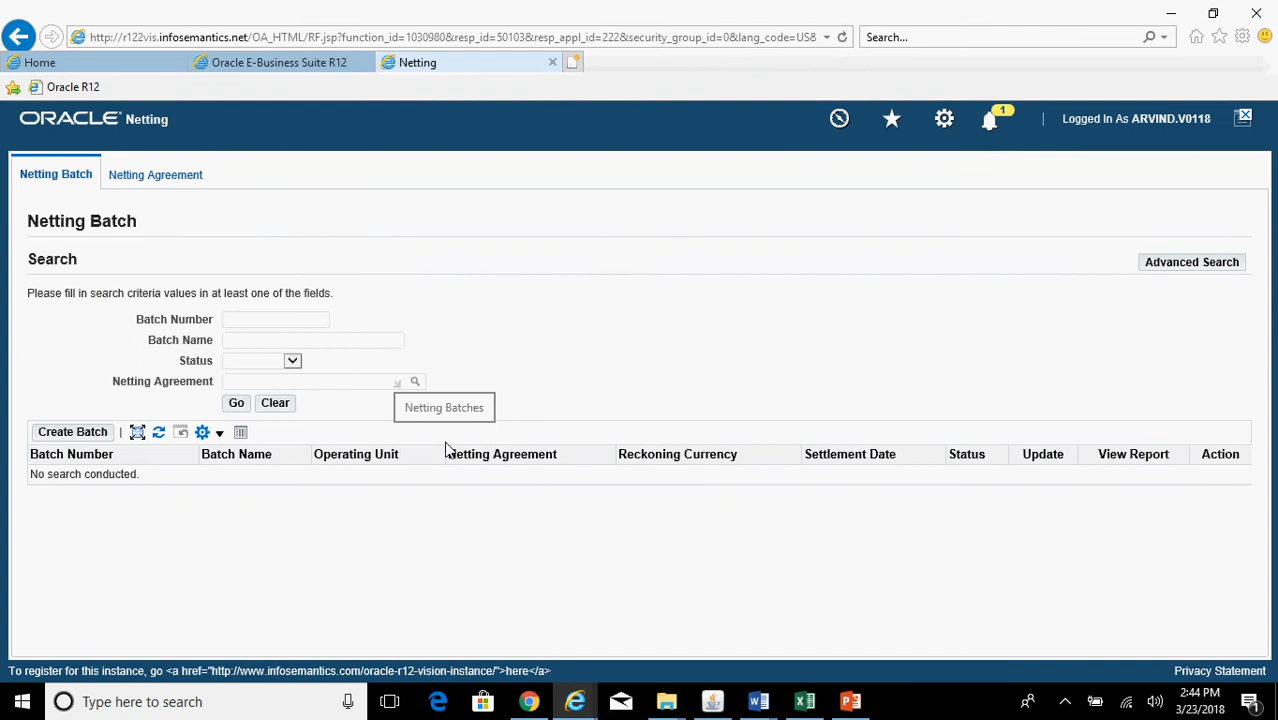 http://r122vis.infosemantics.net/OA_HTML/RF.jsp?function_id=1030980&resp_id=50103&resp_appl_id=222&security_group_id=0&lang_code=US8
Search...
Home
Oracle E-Business Suite R12
Netting
Oracle R12
ORACLE Netting
1
Logged In As ARVIND.V0118
Netting Batch
Netting Agreement
Netting Batch
Search
Advanced Search
Please fill in search criteria values in at least one of the fields.
Batch Number
Batch Name
Status
Netting Agreement
Go
Clear
Netting Batches
Create Batch
Batch Number Batch Name Operating Unit Netting Agreement Reckoning Currency Settlement Date Status Update View Report Action
No search conducted.
To register for this instance, go <a href="http://www.infosemantics.com/oracle-r12-vision-instance/">here</a>
Privacy Statement
Type here to search
2:44 PM
3/23/2018
1